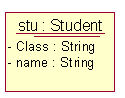 stu : Student
- Class : String
- name : String